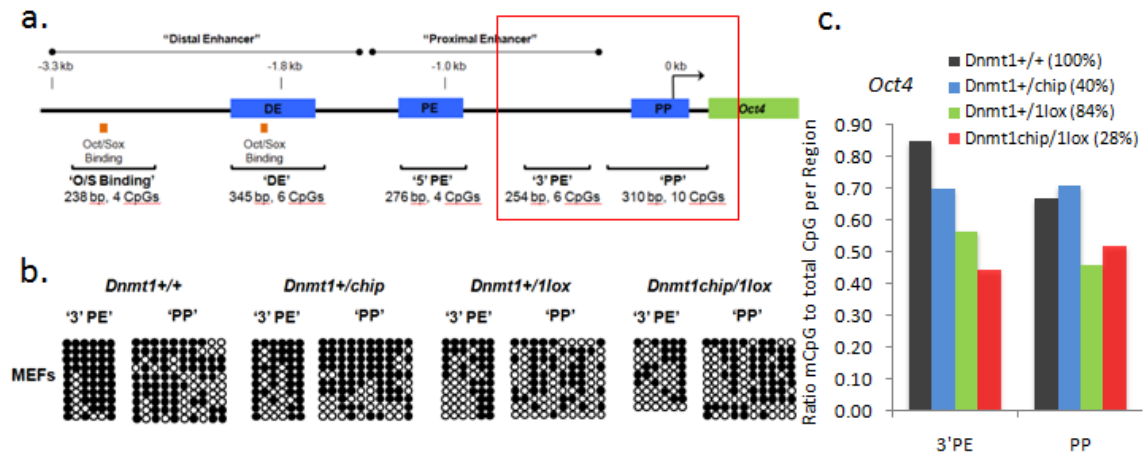 a.
"Distal Enhancer" "Proximal Enhancer"
-3.3 kb -1.8 kb -1.0 kb 0 kb
DE PE PP Oct4
Oct/Sox Binding Oct/Sox Binding
'O/S Binding' 'DE' '5' PE' '3' PE' 'PP'
238 bp, 4 CpGs 345 bp, 6 CpGs 276 bp, 4 CpGs 254 bp, 6 CpGs 310 bp, 10 CpGs
b.
Dnmt1+/+ Dnmt1+/chip Dnmt1+/1lox Dnmt1chip/1lox
'3' PE' 'PP' '3' PE' 'PP' '3' PE' 'PP' '3' PE' 'PP'
MEFs
c.
Oct4
Dnmt1+/+ (100%)
Dnmt1+/chip (40%)
Dnmt1+/1lox (84%)
Dnmt1chip/1lox (28%)
Ratio mCpG to total CpG per Region
0.90
0.80
0.70
0.60
0.50
0.40
0.30
0.20
0.10
0.00
3'PE PP